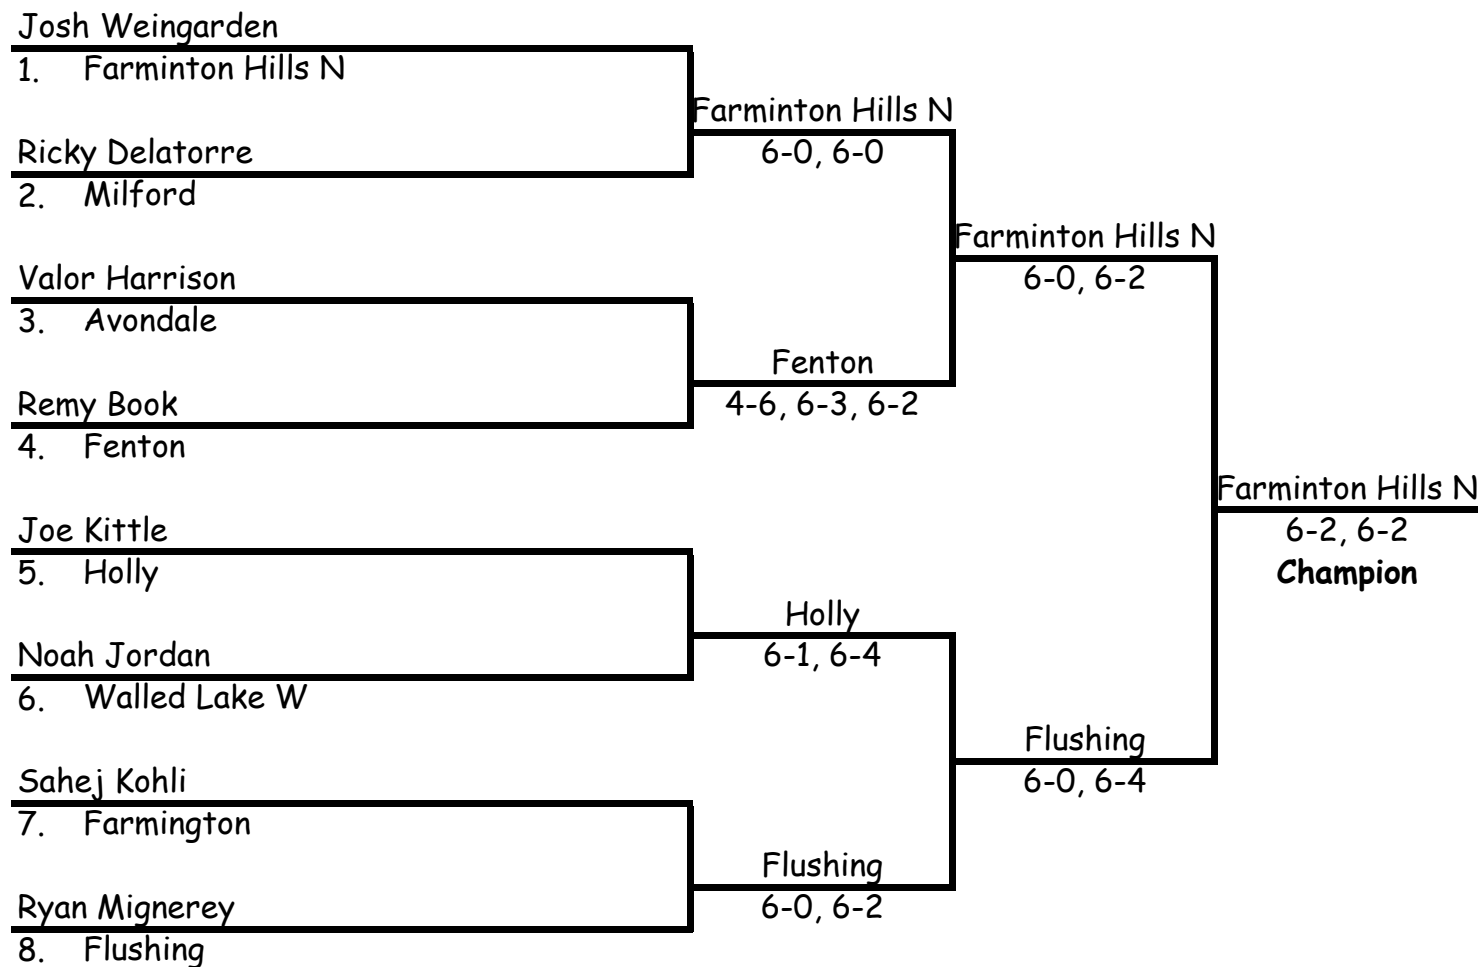 Josh Weingarden
1. Farminton Hills N
Farminton Hills N
Ricky Delatorre
6-0, 6-0
2. Milford
Farminton Hills N
Valor Harrison
6-0, 6-2
3. Avondale
Fenton
Remy Book
4-6, 6-3, 6-2
4. Fenton
Farminton Hills N
Joe Kittle
6-2, 6-2
5. Holly
Champion
Holly
Noah Jordan
6-1, 6-4
6. Walled Lake W
Flushing
Sahej Kohli
6-0, 6-4
7. Farmington
Flushing
Ryan Mignerey
6-0, 6-2
8. Flushing